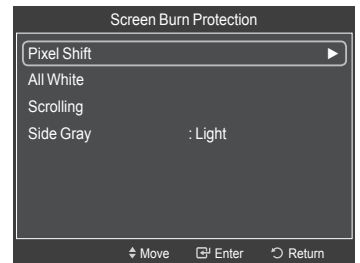 Screen Burn Protection
Pixel Shift
All White
Scrolling
Side Gray : Light
Move Enter Return